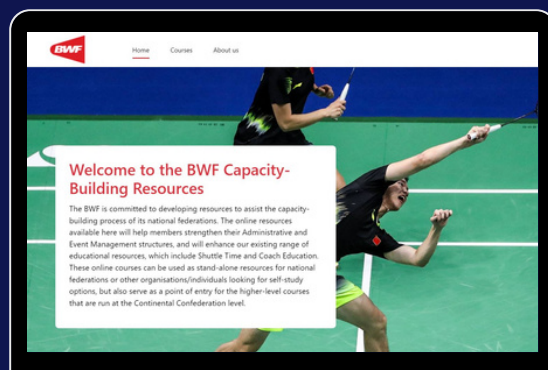 BWF
Home Courses About us
Welcome to the BWF Capacity-
Building Resources
The BWF is committed to developing resources to assist the capacity-
building process of its national federations. The online resources
available here will help members strengthen their Administrative and
Event Management structures, and will enhance our existing range of
educational resources, which include Shuttle Time and Coach Education.
These online courses can be used as stand-alone resources for national
federations or other organisations/individuals looking for self-study
options, but also serve as a point of entry for the higher-level courses
that are run at the Continental Confederation level.